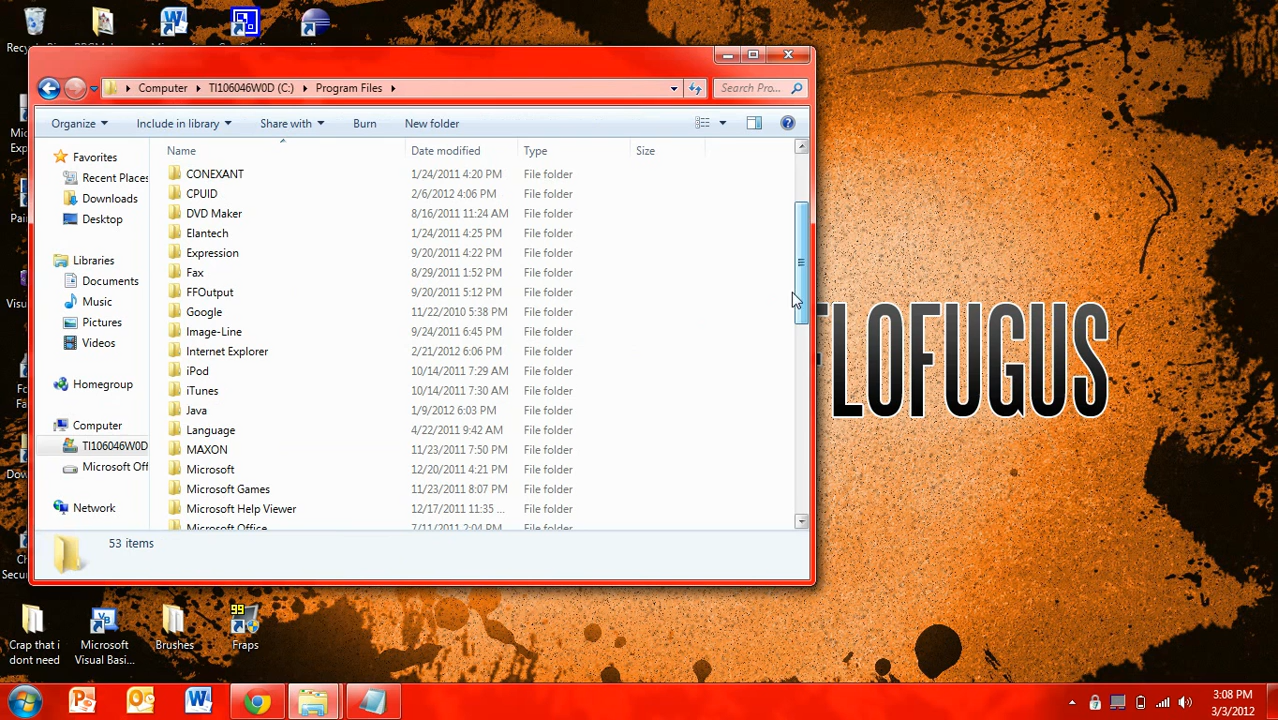 Computer TI106046W0D (C:) Program Files Search Pro...
Organize Include in library Share with Burn New folder
Name Date modified Type Size
Favorites
Recent Places
Downloads
Desktop
Libraries
Documents
Music
Pictures
Videos
Homegroup
Computer
TI106046W0D
Microsoft Off
Network
CONEXANT 1/24/2011 4:20 PM File folder
CPUID 2/6/2012 4:06 PM File folder
DVD Maker 8/16/2011 11:24 AM File folder
Elantech 1/24/2011 4:25 PM File folder
Expression 9/20/2011 4:22 PM File folder
Fax 8/29/2011 1:52 PM File folder
FFOutput 9/20/2011 5:12 PM File folder
Google 11/22/2010 5:38 PM File folder
Image-Line 9/24/2011 6:45 PM File folder
Internet Explorer 2/21/2012 6:06 PM File folder
iPod 10/14/2011 7:29 AM File folder
iTunes 10/14/2011 7:30 AM File folder
Java 1/9/2012 6:03 PM File folder
Language 4/22/2011 9:42 AM File folder
MAXON 11/23/2011 7:50 PM File folder
Microsoft 12/20/2011 4:21 PM File folder
Microsoft Games 11/23/2011 8:07 PM File folder
Microsoft Help Viewer 12/17/2011 11:35 ... File folder
Microsoft Office 7/11/2011 2:04 PM File folder
53 items
LOFUGUS
99
Crap that i
dont need
Microsoft
Visual Basi...
Brushes
Fraps
3:08 PM
3/3/2012